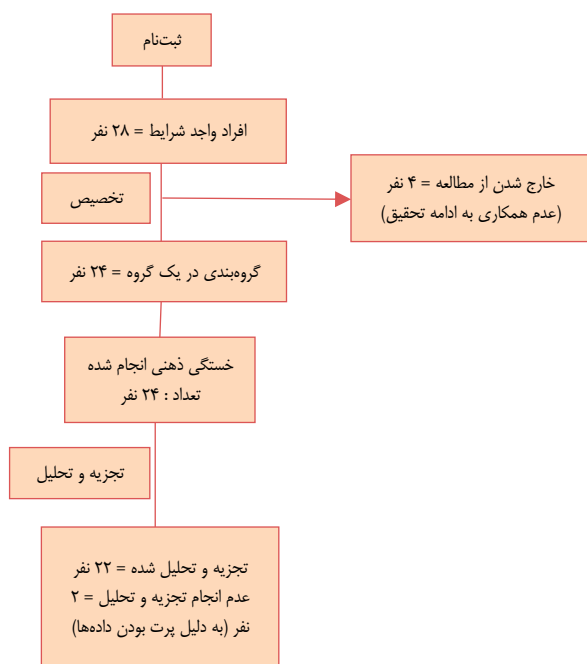 ثبت‌نام
افراد واجد شرایط = ۲۸ نفر
تخصیص
خارج شدن از مطالعه = ۴ نفر
(عدم همکاری به ادامه تحقیق)
گروه‌بندی در یک گروه = ۲۴ نفر
خستگی ذهنی انجام شده
تعداد : ۲۴ نفر
تجزیه و تحلیل
تجزیه و تحلیل شده = ۲۲ نفر
عدم انجام تجزیه و تحلیل = ۲
نفر (به دلیل پرت بودن داده‌ها)